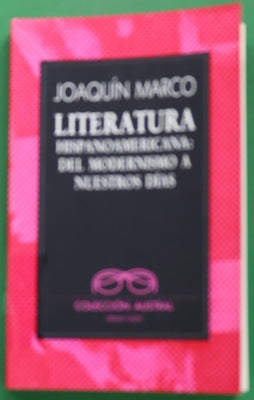 JOAQUÍN MARCO
LITERATURA
HISPANOAMERICANA:
DEL MODERNISMO A
NUESTROS DÍAS
COLECCIÓN AUSTRAL